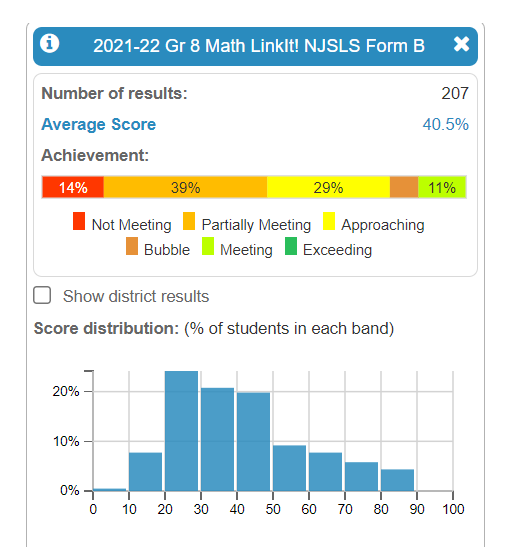 2021-22 Gr 8 Math LinkIt! NJSLS Form B
Number of results: 207
Average Score 40.5%
Achievement:
14% 39% 29% 11%
Not Meeting Partially Meeting Approaching
Bubble Meeting Exceeding
Show district results
Score distribution: (% of students in each band)
20%
10%
0%
0 10 20 30 40 50 60 70 80 90 100